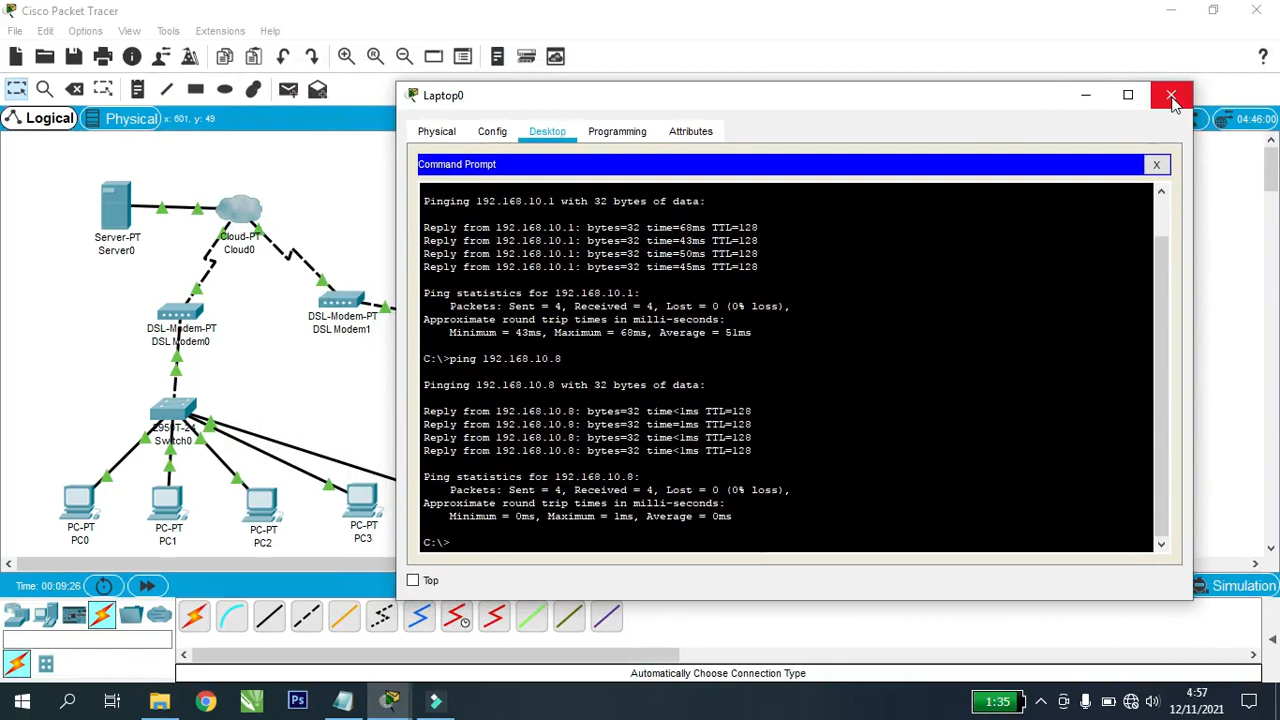 Cisco Packet Tracer
File Edit Options View Tools Extensions Help
Logical
Physical x: 601, y: 49
04:46:00
Server-PT
Server0
Cloud-PT
Cloud0
DSL-Modem-PT
DSL Modem0
DSL-Modem-PT
DSL Modem1
2950T-24
Switch0
PC-PT
PC0
PC-PT
PC1
PC-PT
PC2
PC-PT
PC3
Laptop0
Physical Config Desktop Programming Attributes
Command Prompt
X
Pinging 192.168.10.1 with 32 bytes of data:
Reply from 192.168.10.1: bytes=32 time=68ms TTL=128
Reply from 192.168.10.1: bytes=32 time=43ms TTL=128
Reply from 192.168.10.1: bytes=32 time=50ms TTL=128
Reply from 192.168.10.1: bytes=32 time=45ms TTL=128
Ping statistics for 192.168.10.1:
Packets: Sent = 4, Received = 4, Lost = 0 (0% loss),
Approximate round trip times in milli-seconds:
Minimum = 43ms, Maximum = 68ms, Average = 51ms
C:\>ping 192.168.10.8
Pinging 192.168.10.8 with 32 bytes of data:
Reply from 192.168.10.8: bytes=32 time<1ms TTL=128
Reply from 192.168.10.8: bytes=32 time=1ms TTL=128
Reply from 192.168.10.8: bytes=32 time<1ms TTL=128
Reply from 192.168.10.8: bytes=32 time<1ms TTL=128
Ping statistics for 192.168.10.8:
Packets: Sent = 4, Received = 4, Lost = 0 (0% loss),
Approximate round trip times in milli-seconds:
Minimum = 0ms, Maximum = 1ms, Average = 0ms
C:\>
Top
Time: 00:09:26
Simulation
Automatically Choose Connection Type
Ps
1:35
4:57
12/11/2021